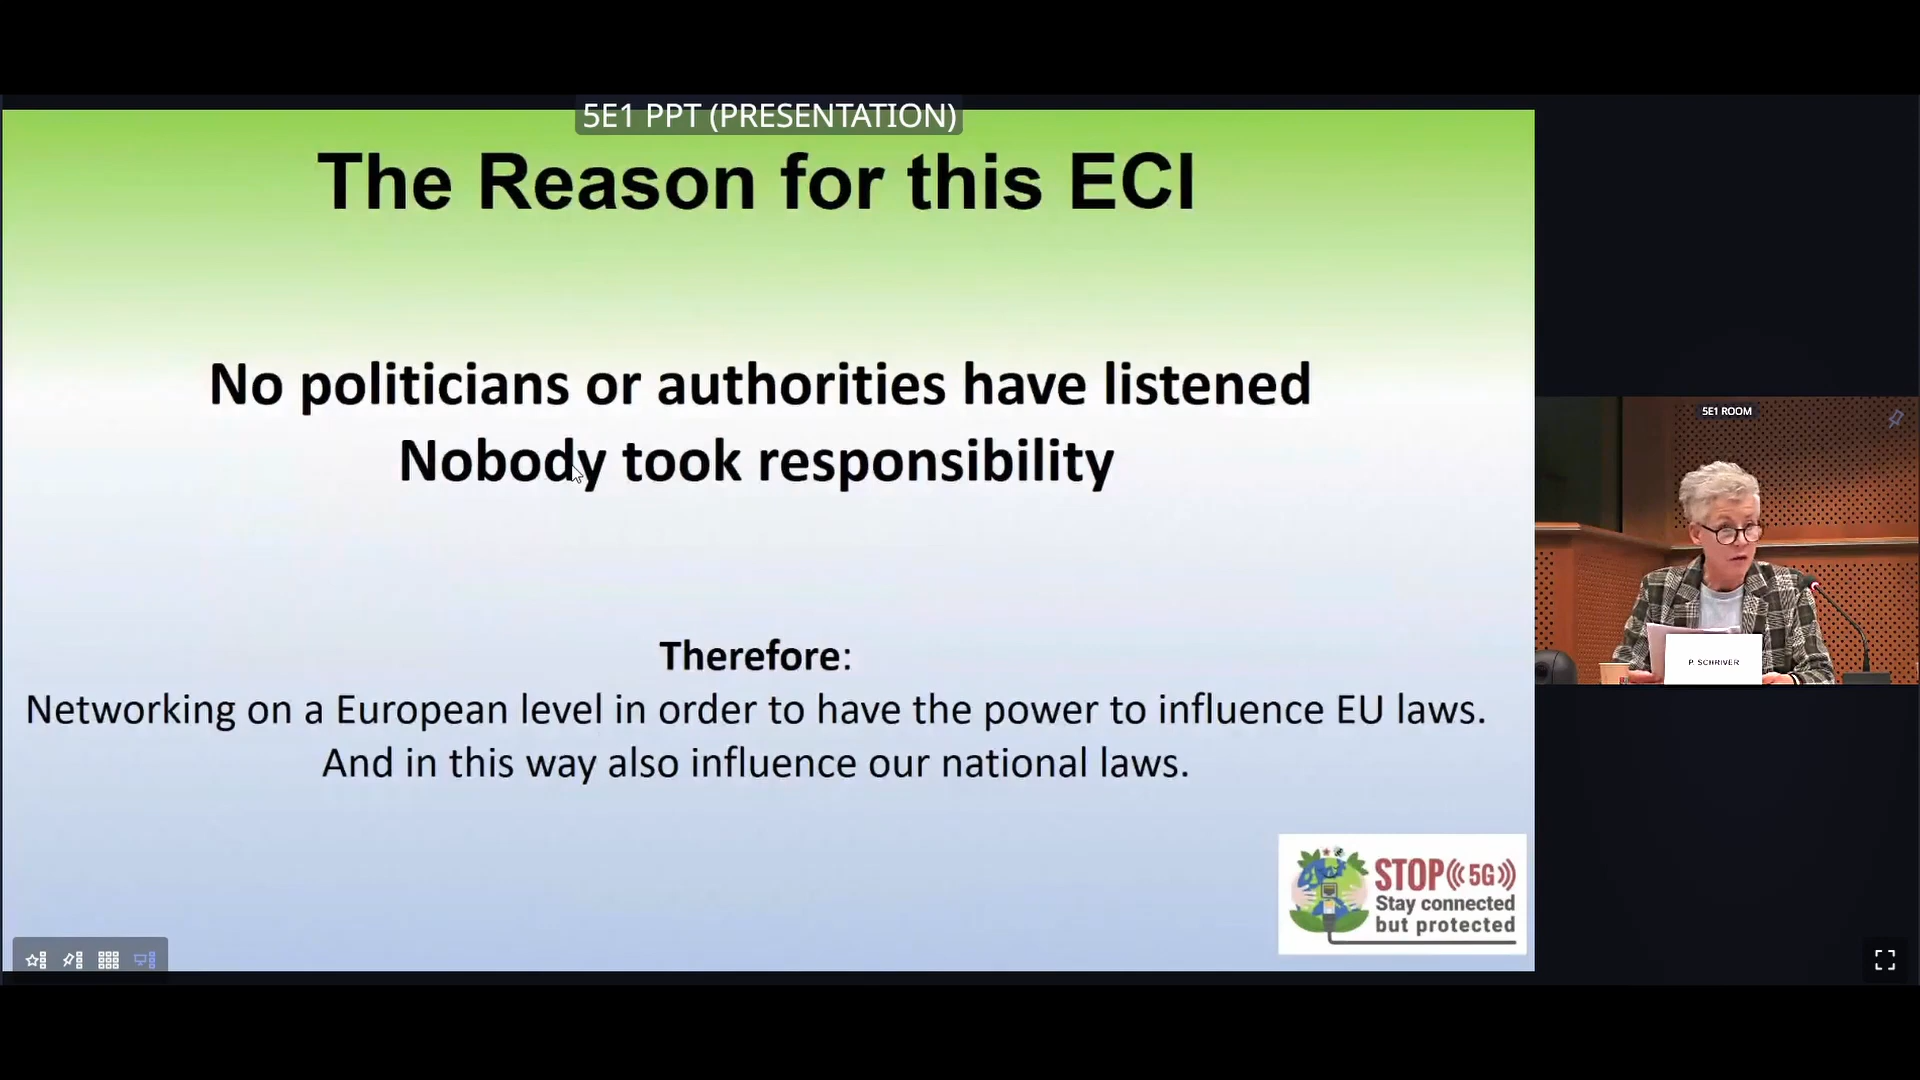 5E1 PPT (PRESENTATION)
The Reason for this ECI
No politicians or authorities have listened
Nobody took responsibility
Therefore:
Networking on a European level in order to have the power to influence EU laws.
And in this way also influence our national laws.
STOP 5G
Stay connected
but protected
5E1 ROOM
P. SCHRIVER